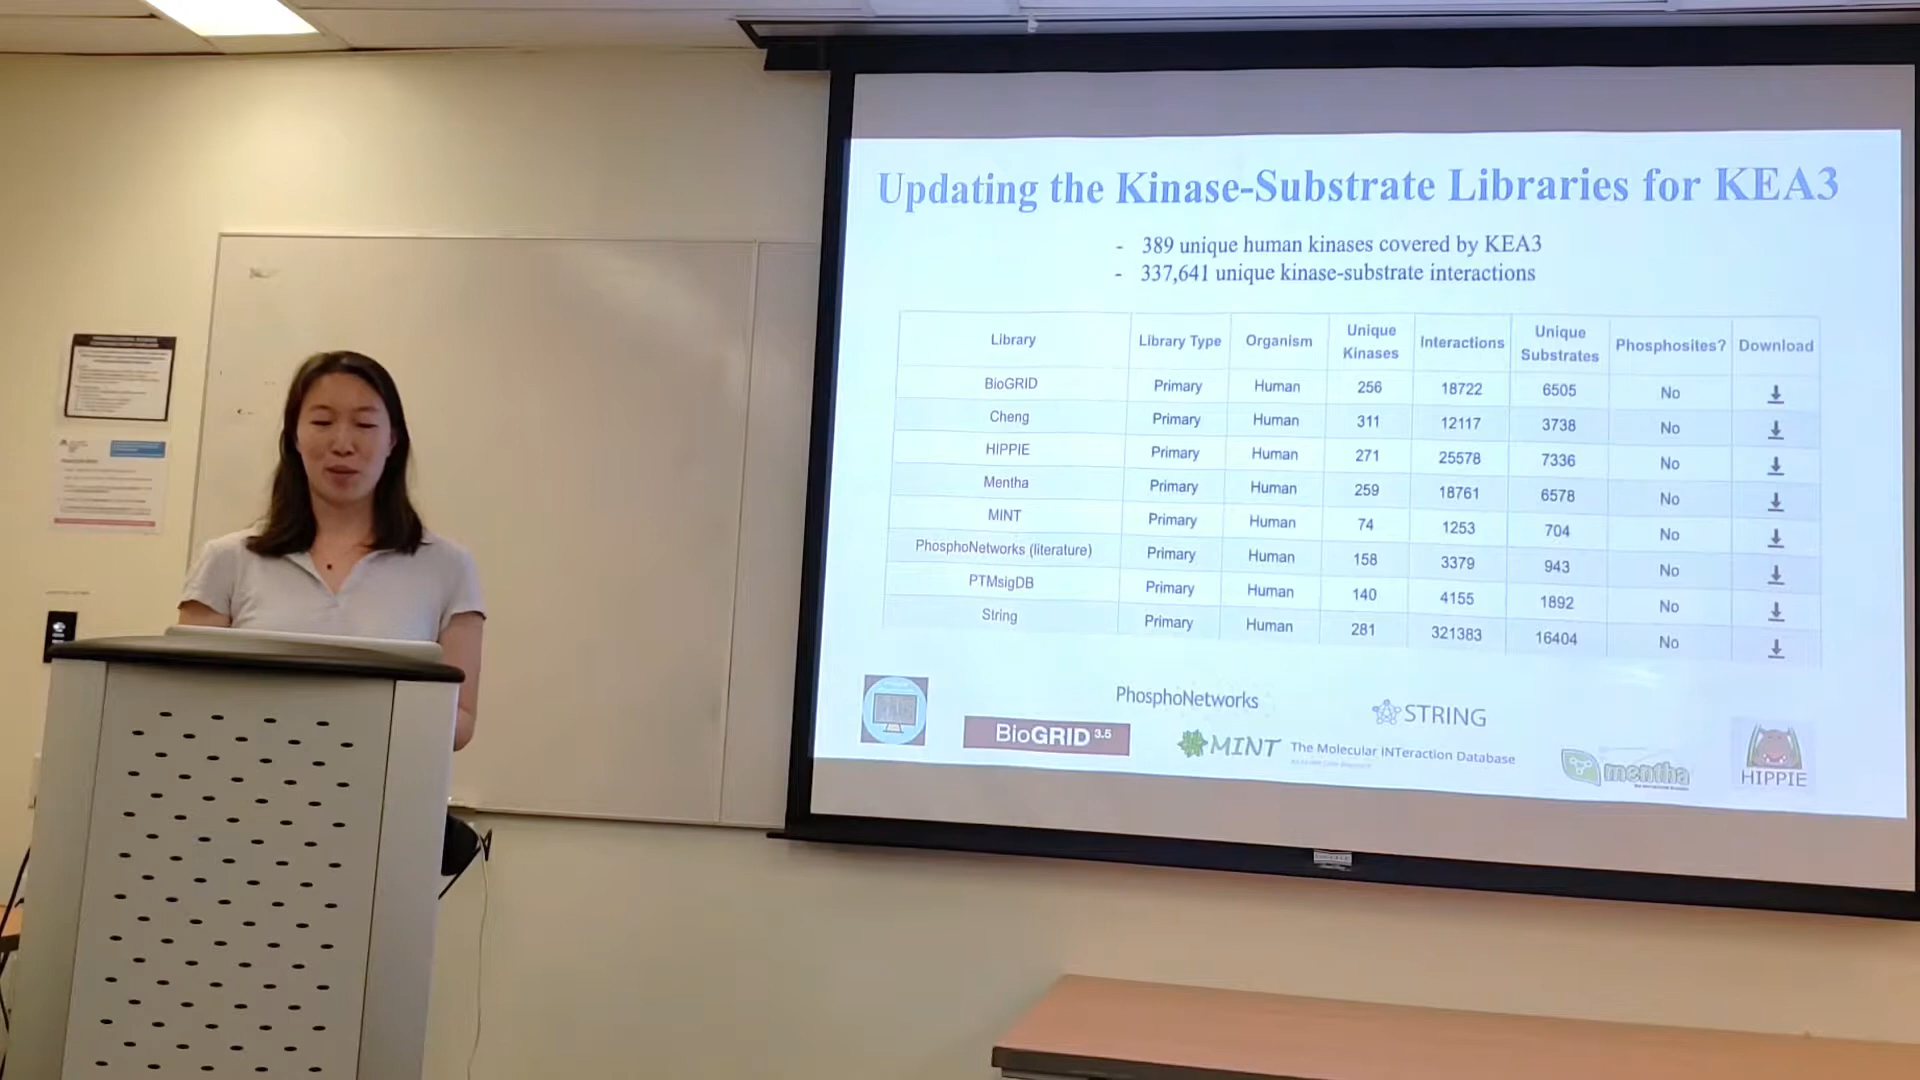 Updating the Kinase-Substrate Libraries for KEA3
- 389 unique human kinases covered by KEA3
- 337,641 unique kinase-substrate interactions
Library Library Type Organism Unique Kinases Interactions Unique Substrates Phosphosites? Download
BioGRID Primary Human 256 18722 6505 No
Cheng Primary Human 311 12117 3738 No
HIPPIE Primary Human 271 25578 7336 No
Mentha Primary Human 259 18761 6578 No
MINT Primary Human 74 1253 704 No
PhosphoNetworks (literature) Primary Human 158 3379 943 No
PTMsigDB Primary Human 140 4155 1892 No
String Primary Human 281 321383 16404 No
PhosphoNetworks
STRING
BioGRID 3.5
MINT The Molecular INTeraction Database
mentha
HIPPIE